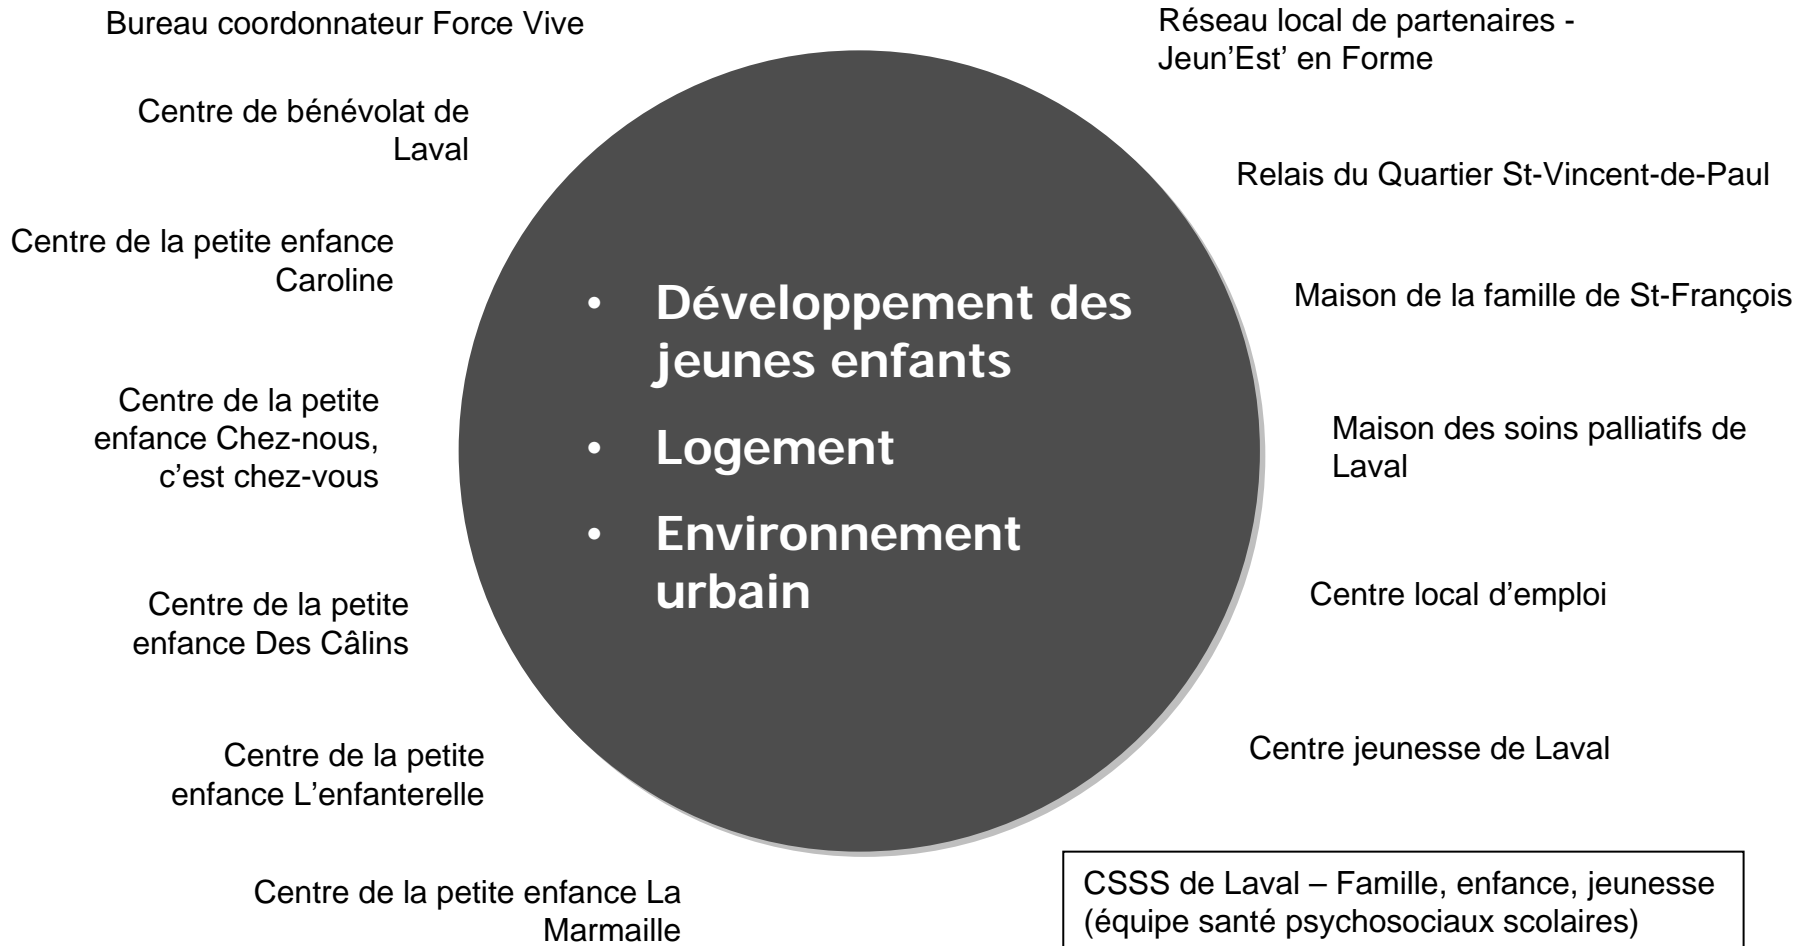 Bureau coordonnateur Force Vive
Centre de bénévolat de
Laval
Centre de la petite enfance
Caroline
Centre de la petite
enfance Chez-nous,
c'est chez-vous
Centre de la petite
enfance Des Câlins
Centre de la petite
enfance L'enfanterelle
Centre de la petite enfance La
Marmaille
• Développement des
jeunes enfants
• Logement
• Environnement
urbain
Réseau local de partenaires -
Jeun'Est' en Forme
Relais du Quartier St-Vincent-de-Paul
Maison de la famille de St-François
Maison des soins palliatifs de
Laval
Centre local d'emploi
Centre jeunesse de Laval
CSSS de Laval – Famille, enfance, jeunesse
(équipe santé psychosociaux scolaires)